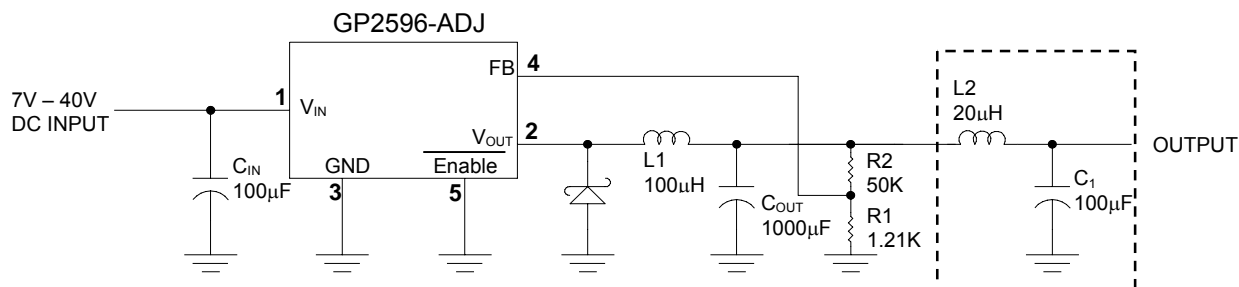 GP2596-ADJ
FB
4
7V – 40V
DC INPUT
1
VIN
VOUT
2
GND
Enable
3
5
CIN
100μF
L1
100μH
COUT
1000μF
R2
50K
R1
1.21K
L2
20μH
C1
100μF
OUTPUT